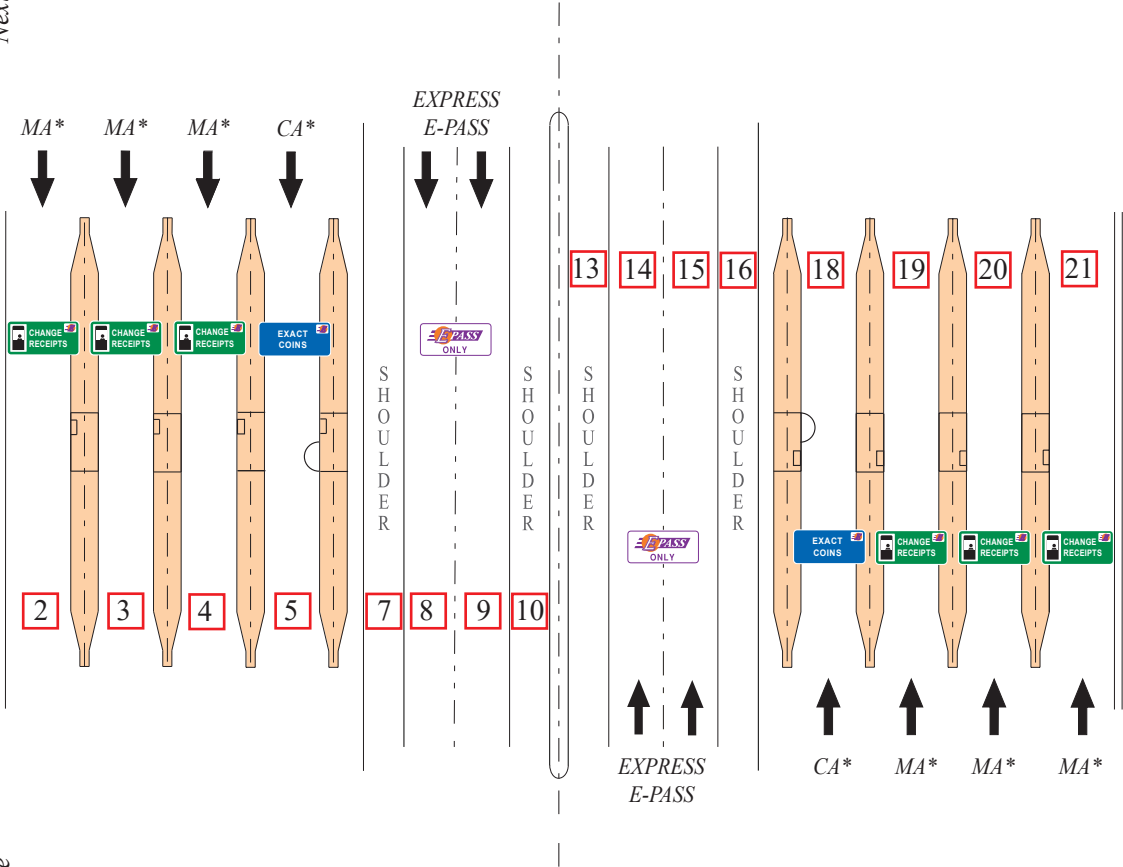 Next
EXPRESS
E-PASS
MA*
MA*
MA*
CA*
13
14
15
16
18
19
20
21
CHANGE
RECEIPTS
CHANGE
RECEIPTS
CHANGE
RECEIPTS
EXACT
COINS
E-PASS
ONLY
SHOULDER
SHOULDER
SHOULDER
SHOULDER
E-PASS
ONLY
EXACT
COINS
CHANGE
RECEIPTS
CHANGE
RECEIPTS
CHANGE
RECEIPTS
2
3
4
5
7
8
9
10
EXPRESS
E-PASS
CA*
MA*
MA*
MA*